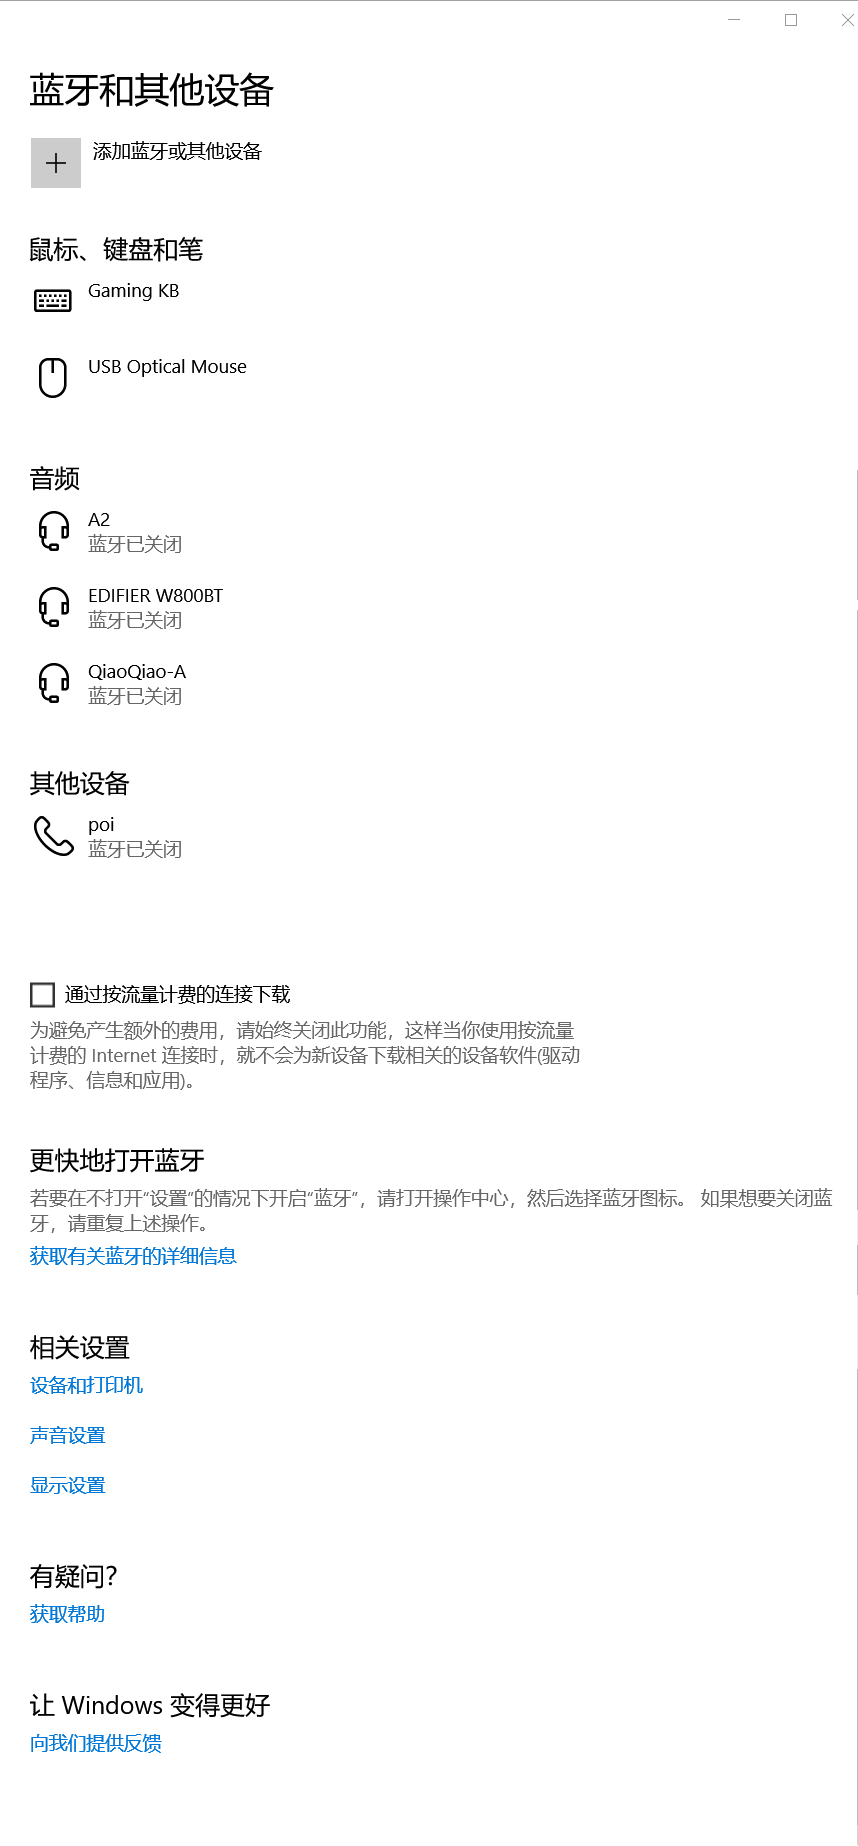 蓝牙和其他设备
添加蓝牙或其他设备
鼠标、键盘和笔
Gaming KB
USB Optical Mouse
音频
A2
蓝牙已关闭
EDIFIER W800BT
蓝牙已关闭
QiaoQiao-A
蓝牙已关闭
其他设备
poi
蓝牙已关闭
通过按流量计费的连接下载
为避免产生额外的费用，请始终关闭此功能，这样当你使用按流量
计费的 Internet 连接时，就不会为新设备下载相关的设备软件(驱动
程序、信息和应用)。
更快地打开蓝牙
若要在不打开“设置”的情况下开启“蓝牙”，请打开操作中心，然后选择蓝牙图标。 如果想要关闭蓝
牙，请重复上述操作。
获取有关蓝牙的详细信息
相关设置
设备和打印机
声音设置
显示设置
有疑问？
获取帮助
让 Windows 变得更好
向我们提供反馈